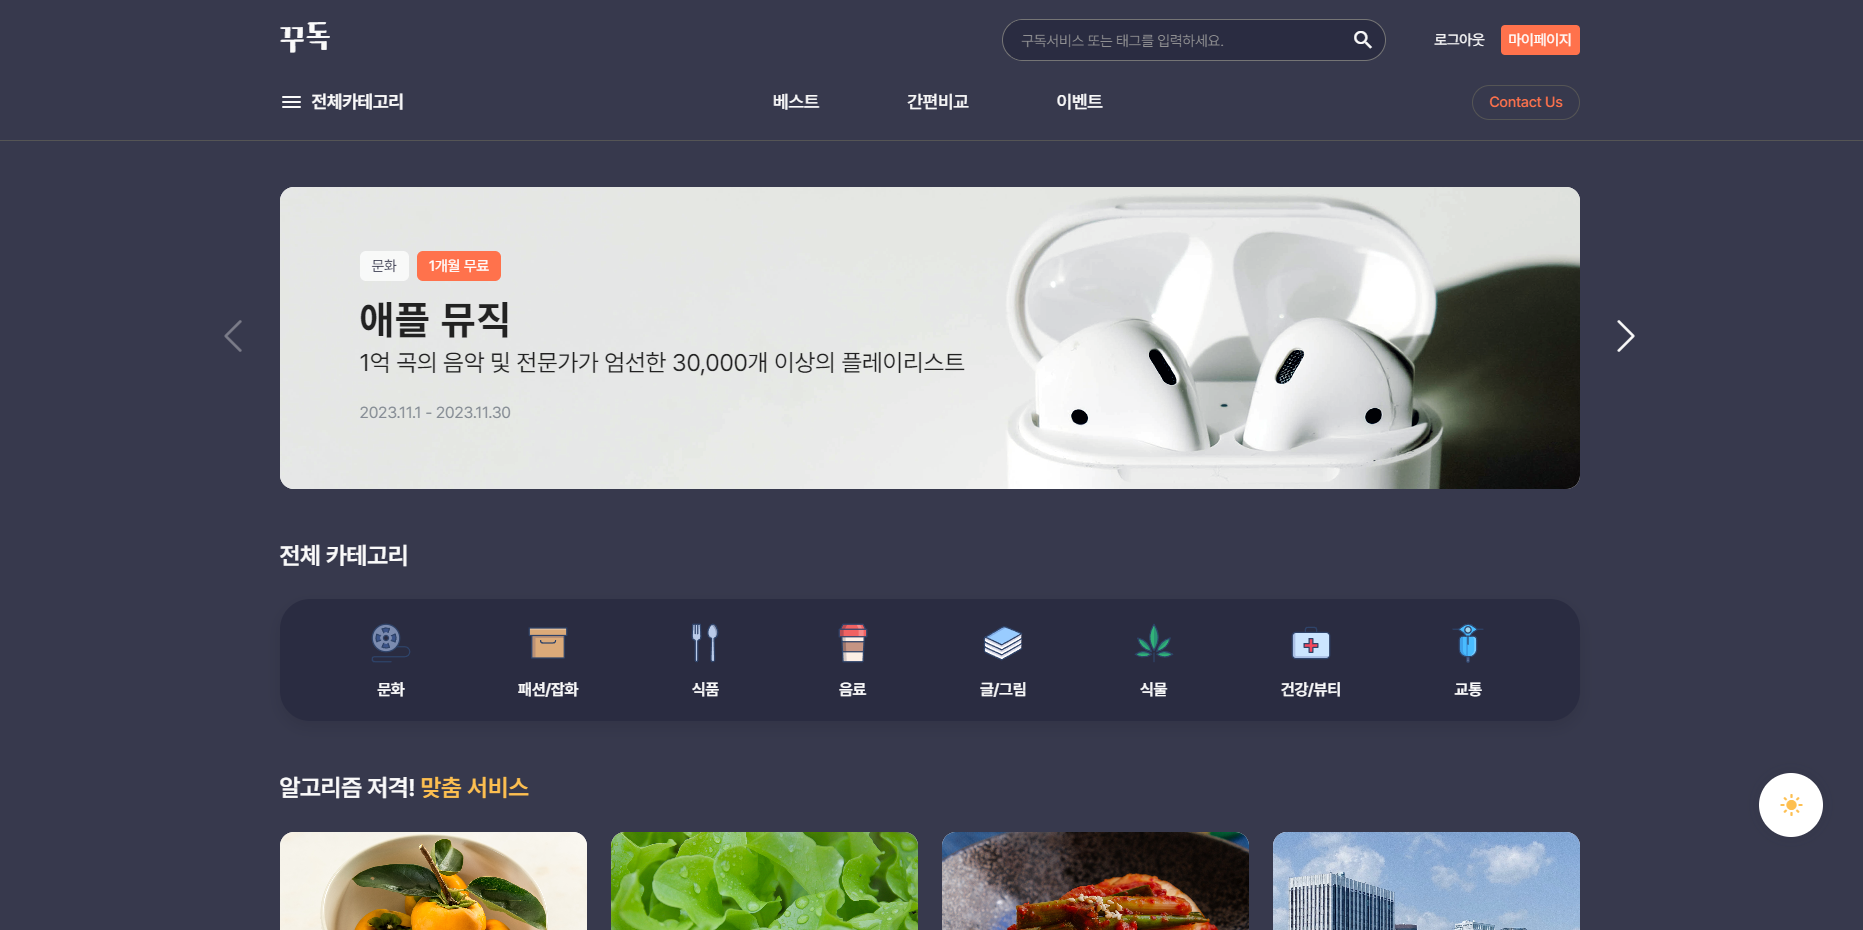 꾸독
구독서비스 또는 태그를 입력하세요.
로그아웃
마이페이지
전체카테고리
베스트
간편비교
이벤트
Contact Us
문화
1개월 무료
애플 뮤직
1억 곡의 음악 및 전문가가 엄선한 30,000개 이상의 플레이리스트
2023.11.1 - 2023.11.30
전체 카테고리
문화
패션/잡화
식품
음료
글/그림
식물
건강/뷰티
교통
알고리즘 저격! 맞춤 서비스